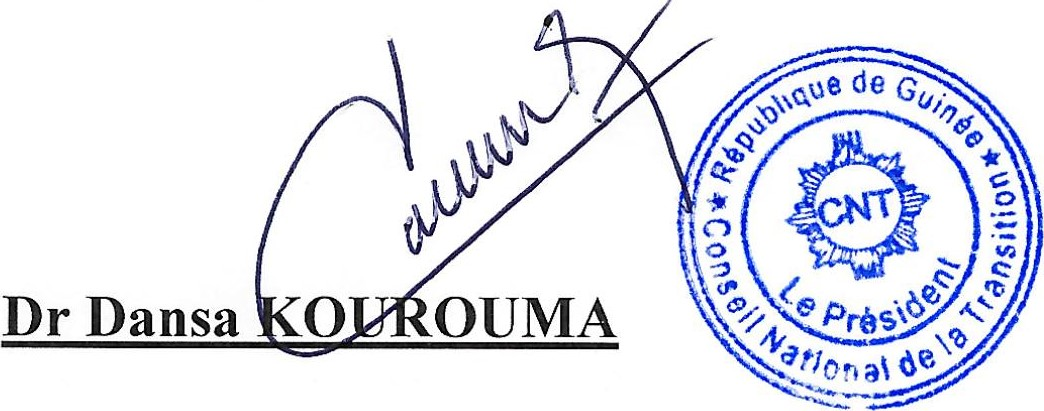 Dr Dansa KOUROUMA
★ République de Guinée ★
Conseil National de la Transition
CNT
Le Président